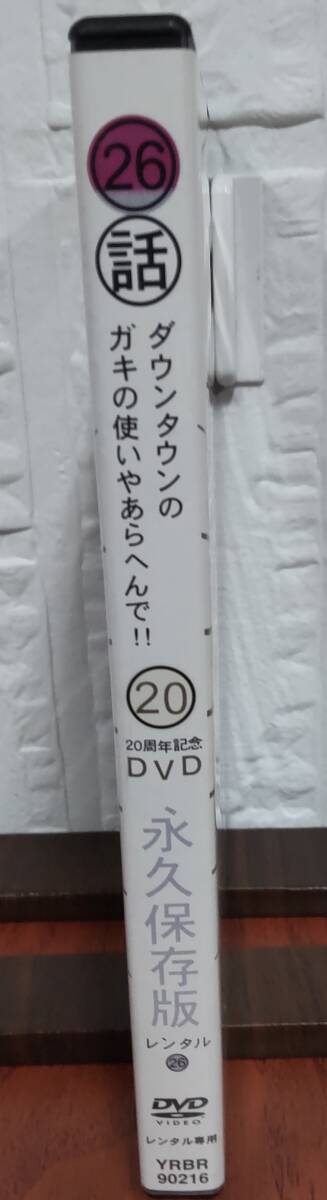 26
話
ダウンタウンの
ガキの使いやあらへんで!!
20
20周年記念
DVD
永久保存版
レンタル
26
DVD
VIDEO
レンタル専用
YRBR
90216